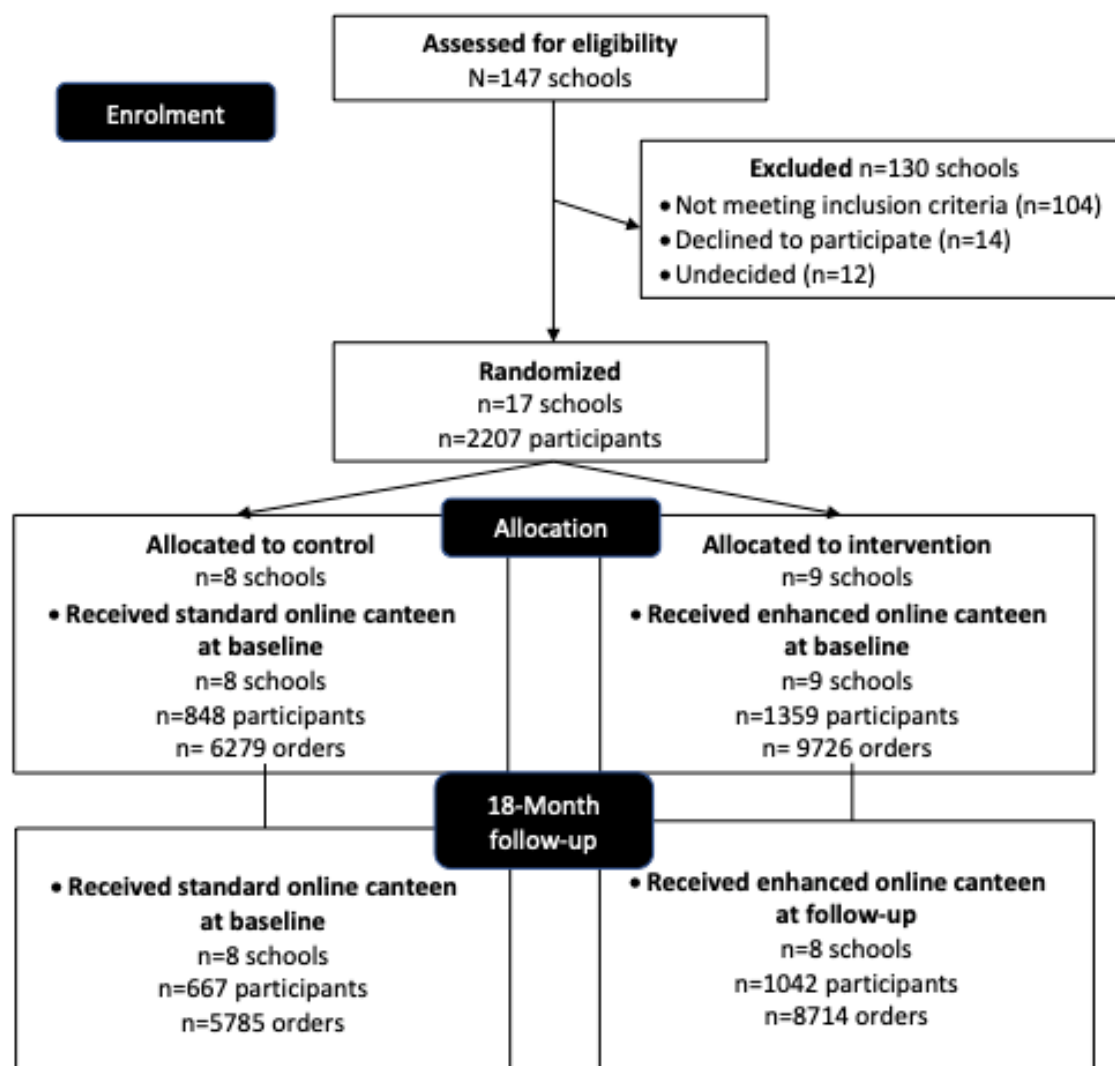 Assessed for eligibility
N=147 schools
Enrolment
Excluded n=130 schools
• Not meeting inclusion criteria (n=104)
• Declined to participate (n=14)
• Undecided (n=12)
Randomized
n=17 schools
n=2207 participants
Allocation
Allocated to control
n=8 schools
• Received standard online canteen
at baseline
n=8 schools
n=848 participants
n= 6279 orders
Allocated to intervention
n=9 schools
• Received enhanced online canteen
at baseline
n=9 schools
n=1359 participants
n= 9726 orders
18-Month
follow-up
• Received standard online canteen
at baseline
n=8 schools
n=667 participants
n=5785 orders
• Received enhanced online canteen
at follow-up
n=8 schools
n=1042 participants
n=8714 orders